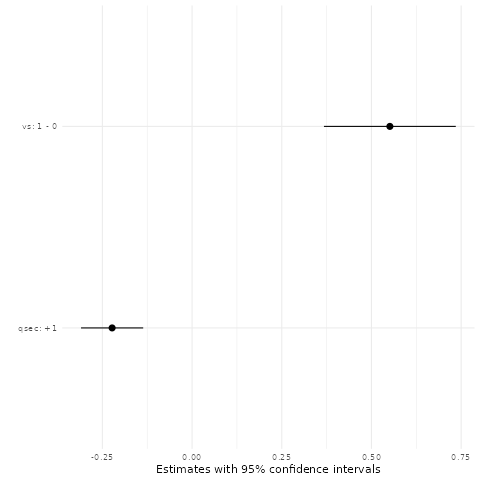 vs: 1 - 0
qsec: +1
-0.25 0.00 0.25 0.50 0.75
Estimates with 95% confidence intervals